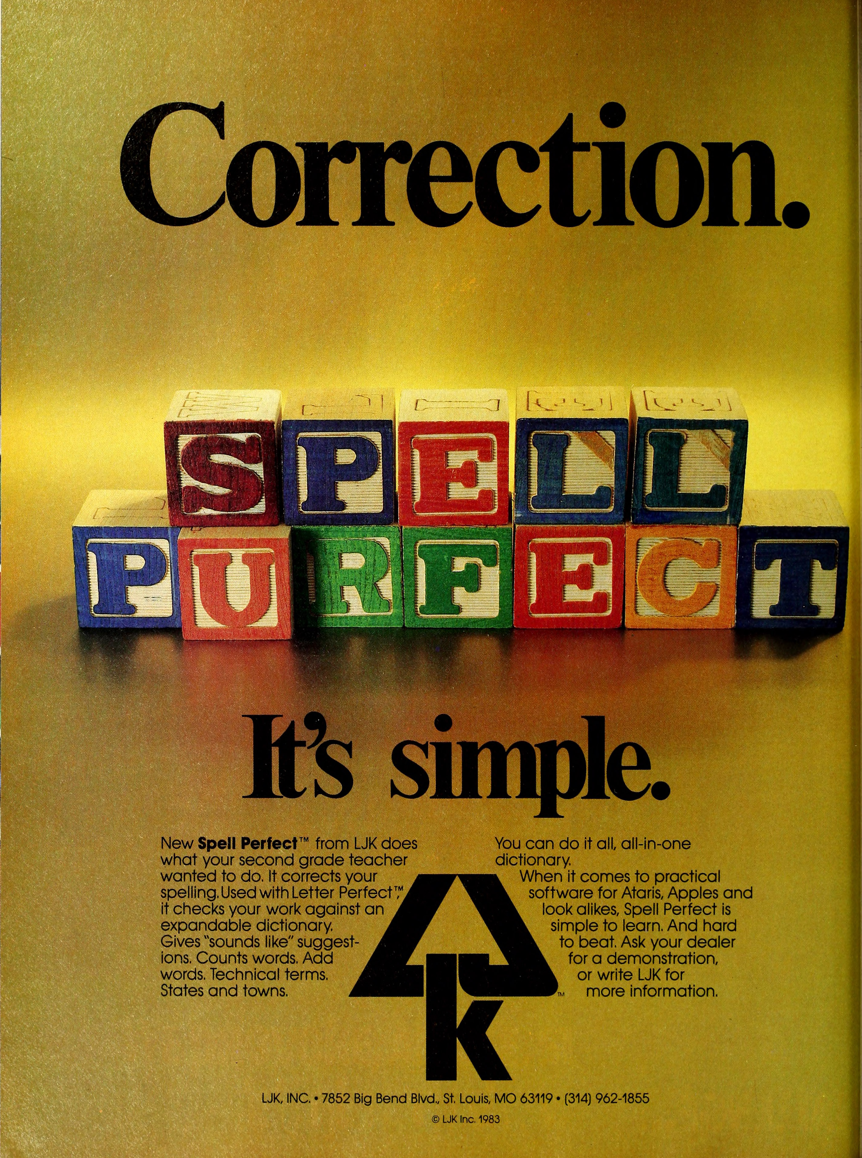 Correction.
SPELL
PURFECT
It's simple.
New Spell Perfect™ from LJK does
what your second grade teacher
wanted to do. It corrects your
spelling. Used with Letter Perfect™,
it checks your work against an
expandable dictionary.
Gives "sounds like" suggest-
ions. Counts words. Add
words. Technical terms.
States and towns.
You can do it all, all-in-one
dictionary.
When it comes to practical
software for Ataris, Apples and
look alikes, Spell Perfect is
simple to learn. And hard
to beat. Ask your dealer
for a demonstration,
or write LJK for
more information.
LJK ™
LJK, INC. • 7852 Big Bend Blvd., St. Louis, MO 63119 • (314) 962-1855
© LJK Inc. 1983